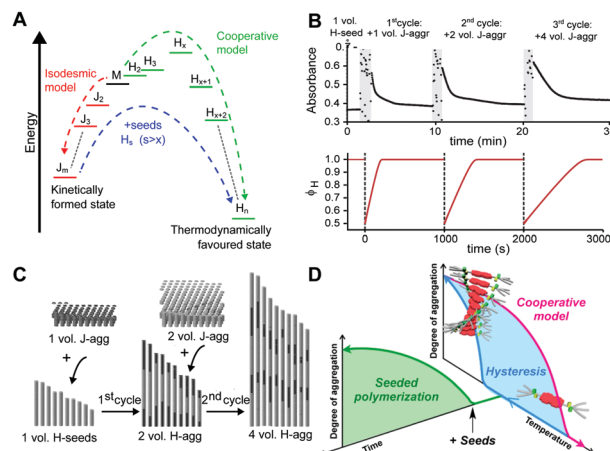 A
Energy
Isodesmic
model
Cooperative
model
M
H2
H3
Hx
Hx+1
Hx+2
Hn
J2
J3
Jm
+seeds
Hs (s>x)
Kinetically
formed state
Thermodynamically
favoured state
B
1 vol.
H-seed
1st cycle:
+1 vol. J-aggr
2nd cycle:
+2 vol. J-aggr
3rd cycle:
+4 vol. J-aggr
Absorbance
0.7
0.6
0.5
0.4
0.3
0
10
20
3
time (min)
ϕH
1.0
0.9
0.8
0.7
0.6
0.5
0
1000
2000
3000
time (s)
C
1 vol. J-agg
+
1 vol. H-seeds
1st cycle
2 vol. J-agg
+
2 vol. H-agg
2nd cycle
4 vol. H-agg
D
Degree of aggregation
Cooperative
model
Hysteresis
Temperature
Degree of aggregation
Seeded
polymerization
Time
+ Seeds